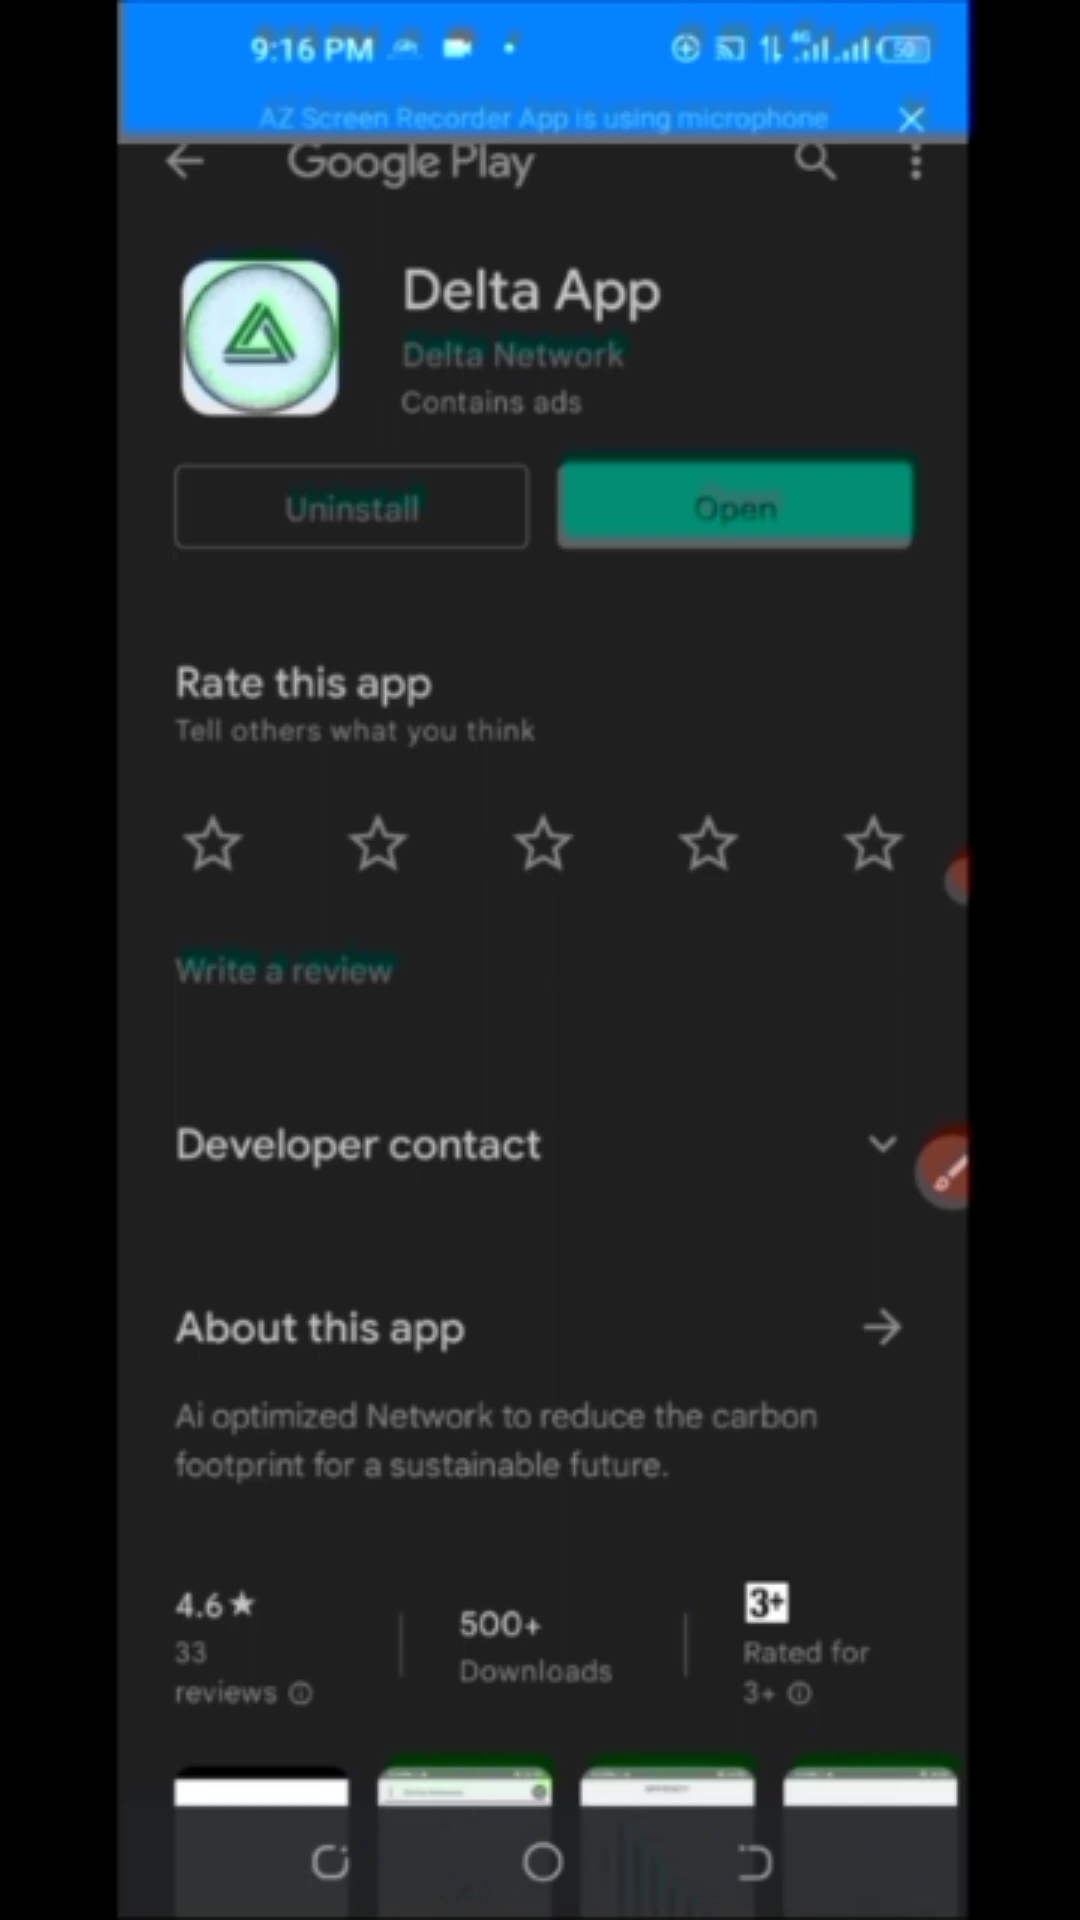 9:16 PM
4G
50
AZ Screen Recorder App is using microphone
Google Play
Delta App
Delta Network
Contains ads
Uninstall
Open
Rate this app
Tell others what you think
Write a review
Developer contact
About this app
Ai optimized Network to reduce the carbon
footprint for a sustainable future.
4.6★
33
reviews
500+
Downloads
3+
Rated for
3+